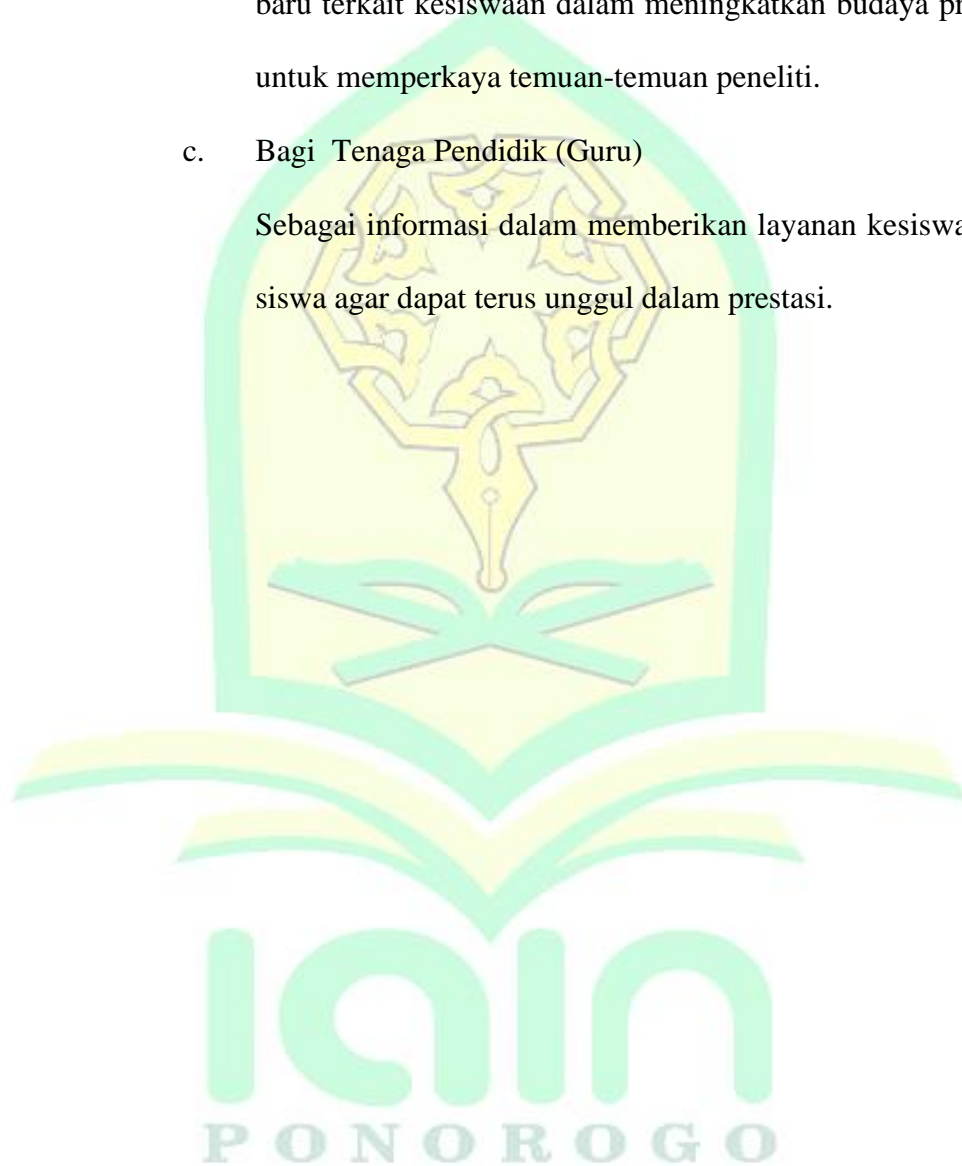 baru terkait kesiswaan dalam meningkatkan budaya
untuk memperkaya temuan-temuan peneliti.
c. Bagi Tenaga Pendidik (Guru)
Sebagai informasi dalam memberikan layanan
siswa agar dapat terus unggul dalam prestasi.
iain
PONOROGO